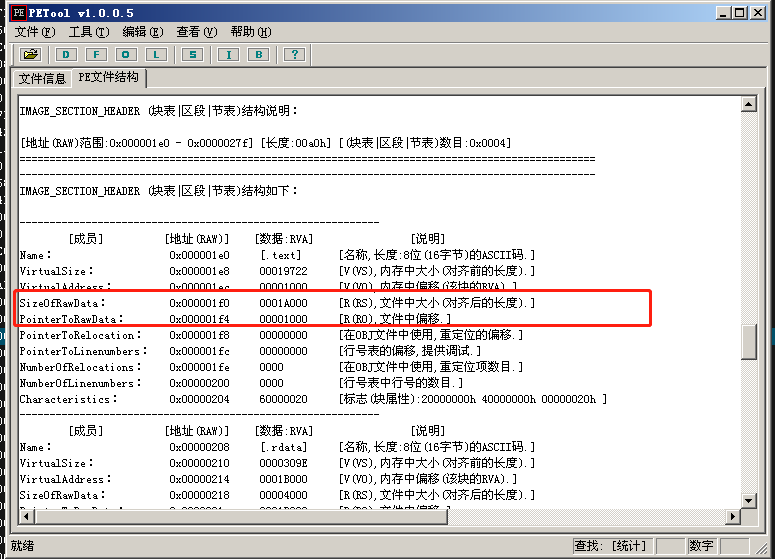 PETool v1.0.0.5
文件(F) 工具(T) 编辑(E) 查看(V) 帮助(H)
D F O L S I B ?
文件信息 PE文件结构
IMAGE_SECTION_HEADER (块表|区段|节表)结构说明:
[地址(RAW)范围:0x000001e0 - 0x0000027f] [长度:00a0h] [(块表|区段|节表)数目:0x0004]
================================================================================
--------------------------------------------------------------------------------
IMAGE_SECTION_HEADER (块表|区段|节表)结构如下:
--------------------------------------------------
[成员] [地址(RAW)] [数据:RVA] [说明]
Name: 0x000001e0 [.text] [名称,长度:8位(16字节)的ASCII码.]
VirtualSize: 0x000001e8 00019722 [V(VS),内存中大小(对齐前的长度).]
VirtualAddress: 0x000001ec 00001000 [V(VO),内存中偏移(该块的RVA).]
SizeOfRawData: 0x000001f0 0001A000 [R(RS),文件中大小(对齐后的长度).]
PointerToRawData: 0x000001f4 00001000 [R(RO),文件中偏移.]
PointerToRelocation: 0x000001f8 00000000 [在OBJ文件中使用,重定位的偏移.]
PointerToLinenumbers: 0x000001fc 00000000 [行号表的偏移,提供调试.]
NumberOfRelocations: 0x000001fe 0000 [在OBJ文件中使用,重定位项数目.]
NumberOfLinenumbers: 0x00000200 0000 [行号表中行号的数目.]
Characteristics: 0x00000204 60000020 [标志(块属性):20000000h 40000000h 00000020h ]
--------------------------------------------------
[成员] [地址(RAW)] [数据:RVA] [说明]
Name: 0x00000208 [.rdata] [名称,长度:8位(16字节)的ASCII码.]
VirtualSize: 0x00000210 0000309E [V(VS),内存中大小(对齐前的长度).]
VirtualAddress: 0x00000214 0001B000 [V(VO),内存中偏移(该块的RVA).]
SizeOfRawData: 0x00000218 00004000 [R(RS),文件中大小(对齐后的长度).]
就绪 查找: [统计] 数字